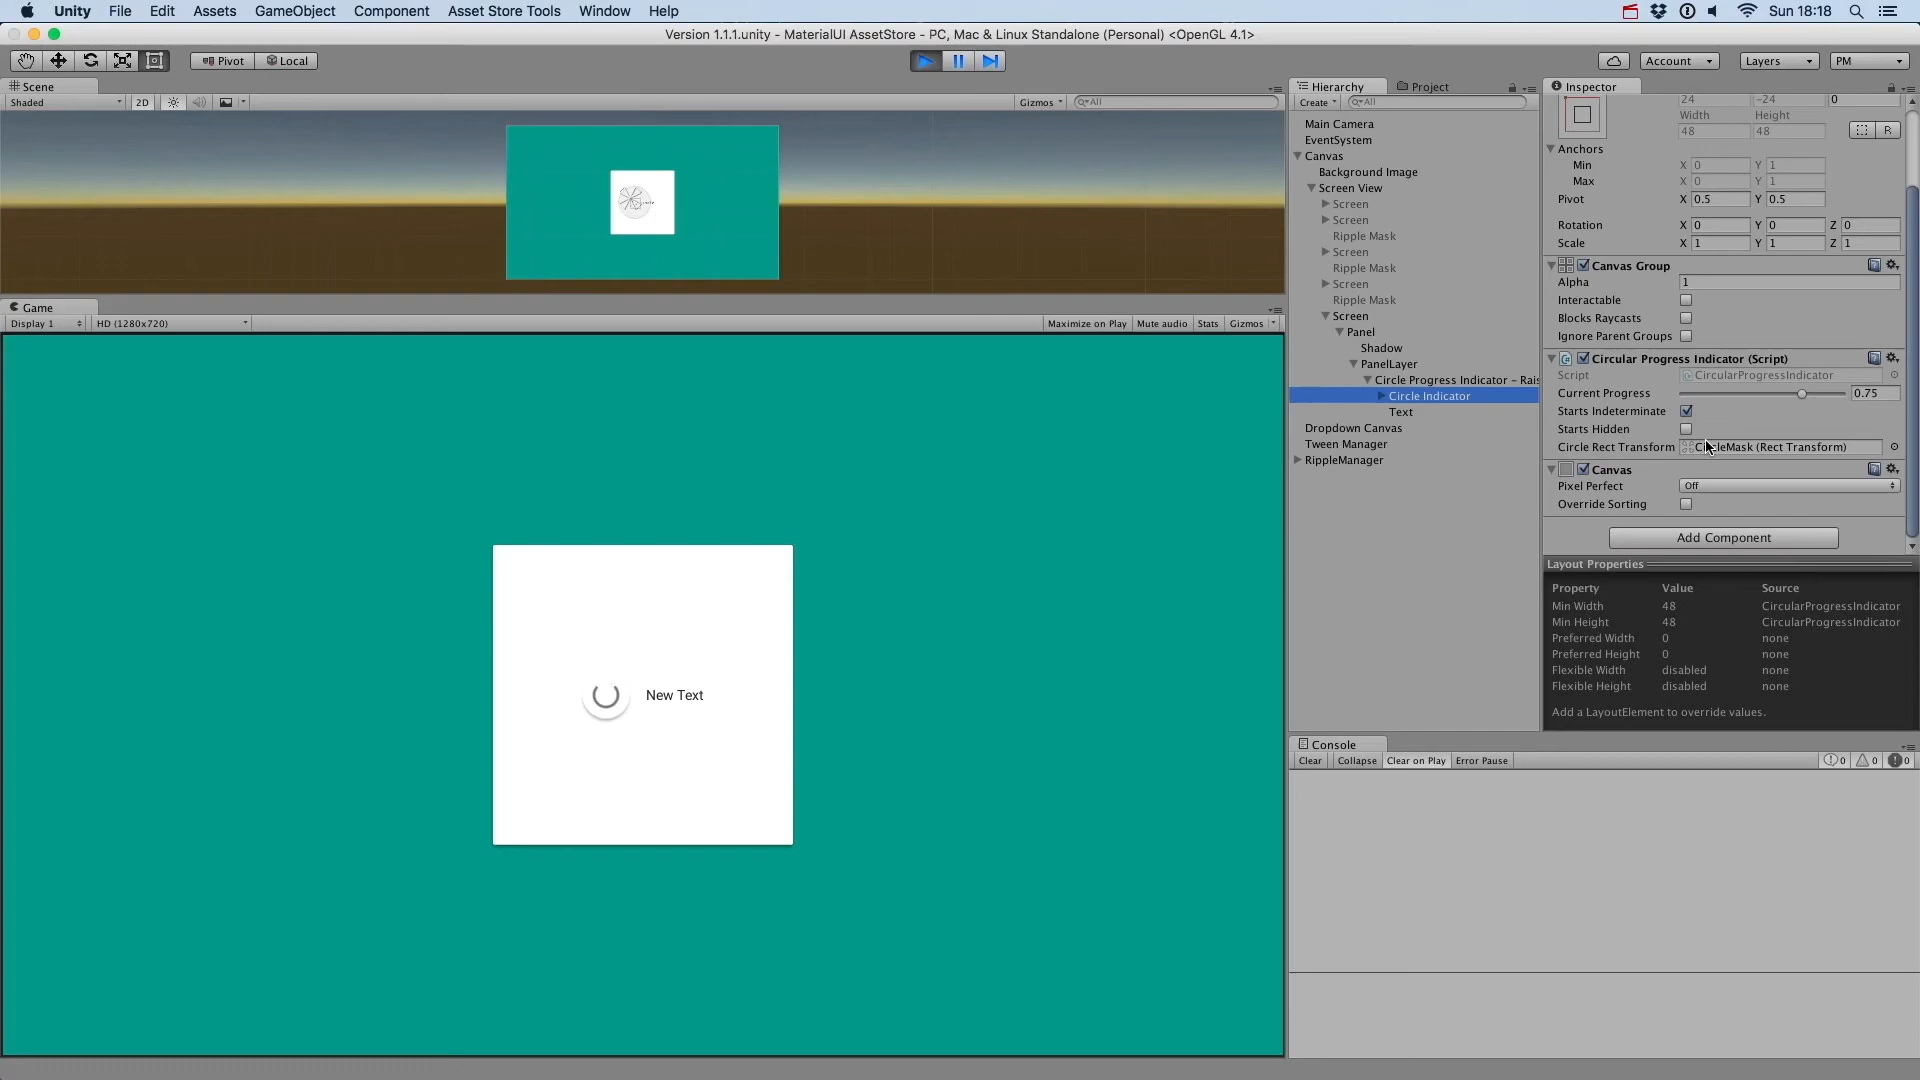 Unity File Edit Assets GameObject Component Asset Store Tools Window Help Sun 18:18
Version 1.1.1.unity - MaterialUI AssetStore - PC, Mac & Linux Standalone (Personal) <OpenGL 4.1>
Pivot Local Account Layers PM
Scene
Shaded 2D Gizmos All
Game
Display 1 HD (1280x720) Maximize on Play Mute audio Stats Gizmos
New Text
Hierarchy Project
Create All
Main Camera
EventSystem
Canvas
Background Image
Screen View
Screen
Screen
Ripple Mask
Screen
Ripple Mask
Screen
Ripple Mask
Screen
Panel
Shadow
PanelLayer
Circle Progress Indicator – Rais
Circle Indicator
Text
Dropdown Canvas
Tween Manager
RippleManager
Inspector
24 -24 0
Width Height
48 48 R
Anchors
Min X 0 Y 1
Max X 0 Y 1
Pivot X 0.5 Y 0.5
Rotation X 0 Y 0 Z 0
Scale X 1 Y 1 Z 1
Canvas Group
Alpha 1
Interactable
Blocks Raycasts
Ignore Parent Groups
Circular Progress Indicator (Script)
Script CircularProgressIndicator
Current Progress 0.75
Starts Indeterminate
Starts Hidden
Circle Rect Transform (Rect Transform)
Canvas
Pixel Perfect Off
Override Sorting
Add Component
Layout Properties
Property Value Source
Min Width 48 CircularProgressIndicator
Min Height 48 CircularProgressIndicator
Preferred Width 0 none
Preferred Height 0 none
Flexible Width disabled none
Flexible Height disabled none
Add a LayoutElement to override values.
Console
Clear Collapse Clear on Play Error Pause 0 0 0